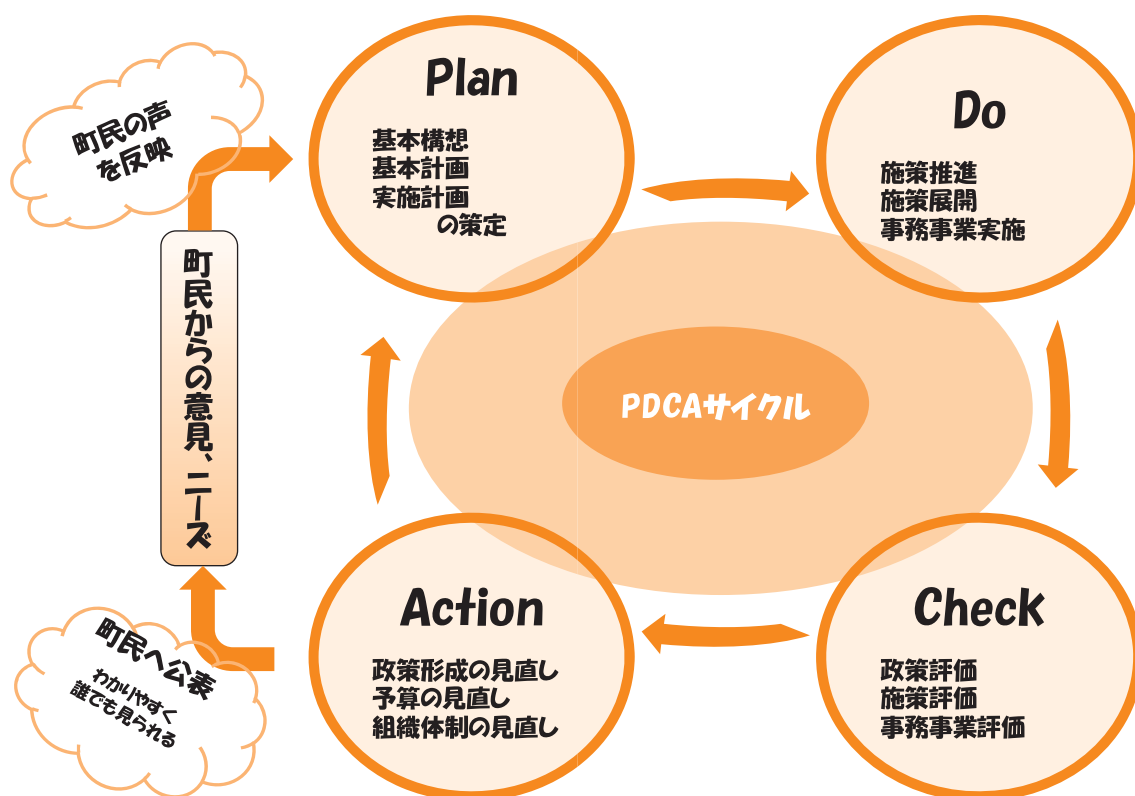 町民の声
を反映
町民からの意見、ニーズ
町民へ公表
わかりやすく
誰でも見られる
Plan
基本構想
基本計画
実施計画
の策定
Do
施策推進
施策展開
事務事業実施
PDCAサイクル
Action
政策形成の見直し
予算の見直し
組織体制の見直し
Check
政策評価
施策評価
事務事業評価